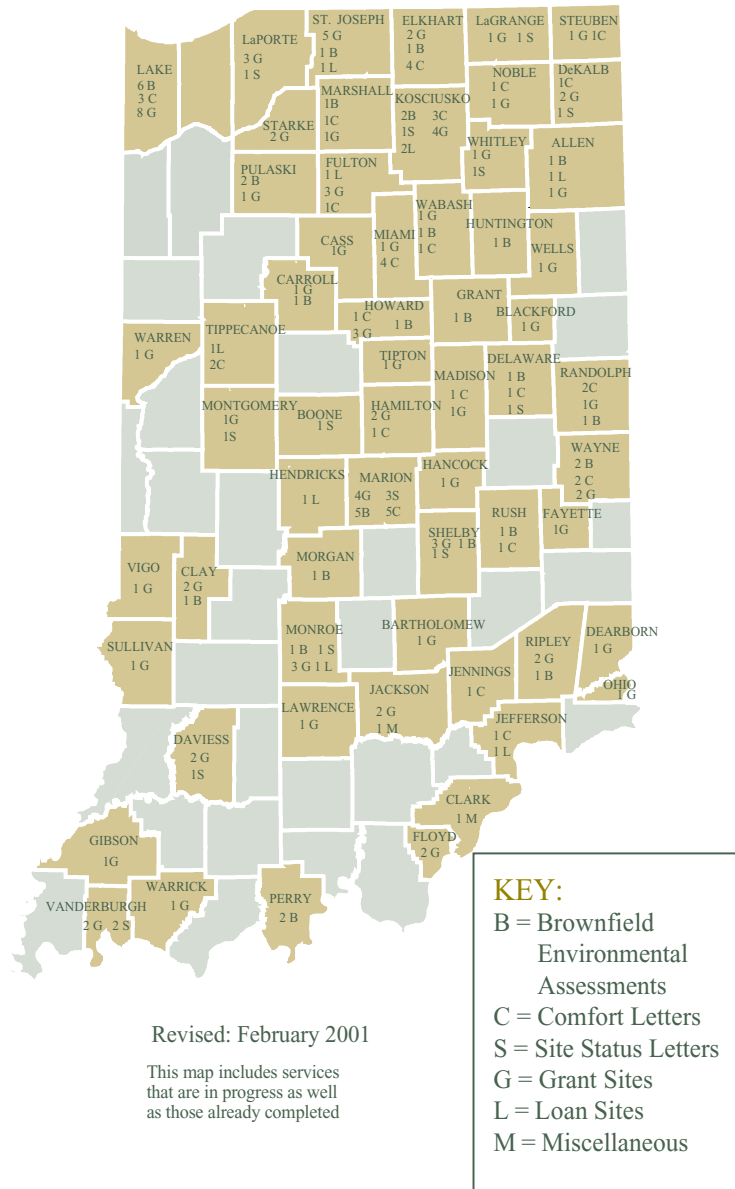 ST. JOSEPH
5 G
1 B
1 L
ELKHART
2 G
1 B
4 C
LaGRANGE
1 G 1 S
STEUBEN
1 G 1C
LaPORTE
3 G
1 S
LAKE
6 B
3 C
8 G
NOBLE
1 C
1 G
DeKALB
1C
2 G
1 S
MARSHALL
1B
1C
1G
KOSCIUSKO
2B 3C
1S 4G
2L
STARKE
2 G
WHITLEY
1 G
1S
ALLEN
1 B
1 L
1 G
PULASKI
2 B
1 G
FULTON
1 L
3 G
1C
WABASH
1 G
1 B
1 C
HUNTINGTON
1 B
MIAMI
1 G
4 C
CASS
1G
WELLS
1 G
CARROLL
1 G
1 B
GRANT
1 B
HOWARD
1 C 1 B
3 G
BLACKFORD
1 G
WARREN
1 G
TIPPECANOE
1L
2C
TIPTON
1 G
MADISON
1 C
1G
DELAWARE
1 B
1 C
1 S
RANDOLPH
2C
1G
1 B
MONTGOMERY
1G
1S
BOONE
1 S
HAMILTON
2 G
1 C
WAYNE
2 B
2 C
2 G
HENDRICKS
1 L
MARION
4G 3S
5B 5C
HANCOCK
1 G
RUSH
1 B
1 C
FAYETTE
1G
SHELBY
3 G 1 B
1 S
MORGAN
1 B
VIGO
1 G
CLAY
2 G
1 B
MONROE
1 B 1 S
3 G 1 L
BARTHOLOMEW
1 G
SULLIVAN
1 G
RIPLEY
2 G
1 B
DEARBORN
1 G
JENNINGS
1 C
OHIO
1 G
LAWRENCE
1 G
JACKSON
2 G
1 M
JEFFERSON
1 C
1 L
DAVIESS
2 G
1S
CLARK
1 M
FLOYD
2 G
GIBSON
1G
WARRICK
1 G
VANDERBURGH
2 G 2 S
PERRY
2 B
KEY:
B = Brownfield
Environmental
Assessments
C = Comfort Letters
S = Site Status Letters
G = Grant Sites
L = Loan Sites
M = Miscellaneous
Revised: February 2001
This map includes services
that are in progress as well
as those already completed